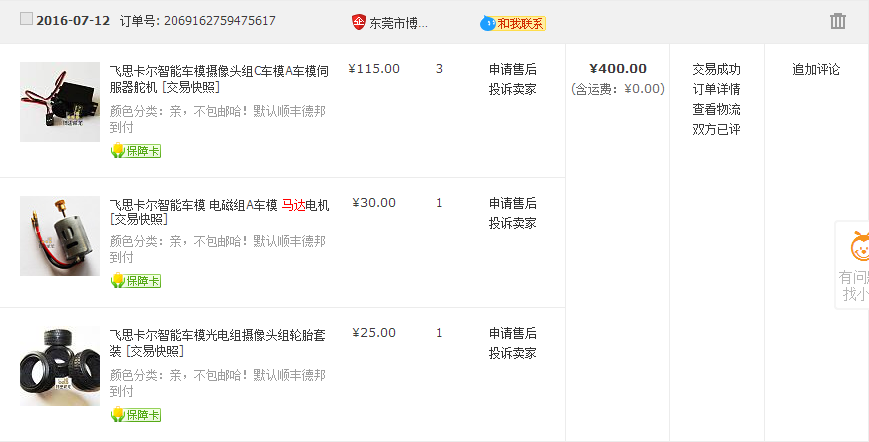 2016-07-12 订单号: 2069162759475617 东莞市博... 和我联系
飞思卡尔智能车模摄像头组C车模A车模伺 ¥115.00 3 申请售后 ¥400.00 交易成功 追加评论
服器舵机 [交易快照] 投诉卖家 (含运费：¥0.00) 订单详情
颜色分类：亲，不包邮哈！默认顺丰德邦 查看物流
到付 双方已评
保障卡
飞思卡尔智能车模 电磁组A车模 马达电机 ¥30.00 1 申请售后
[交易快照] 投诉卖家
颜色分类：亲，不包邮哈！默认顺丰德邦
到付
保障卡
有问
找小
飞思卡尔智能车模光电组摄像头组轮胎套 ¥25.00 1 申请售后
装 [交易快照] 投诉卖家
颜色分类：亲，不包邮哈！默认顺丰德邦
到付
保障卡